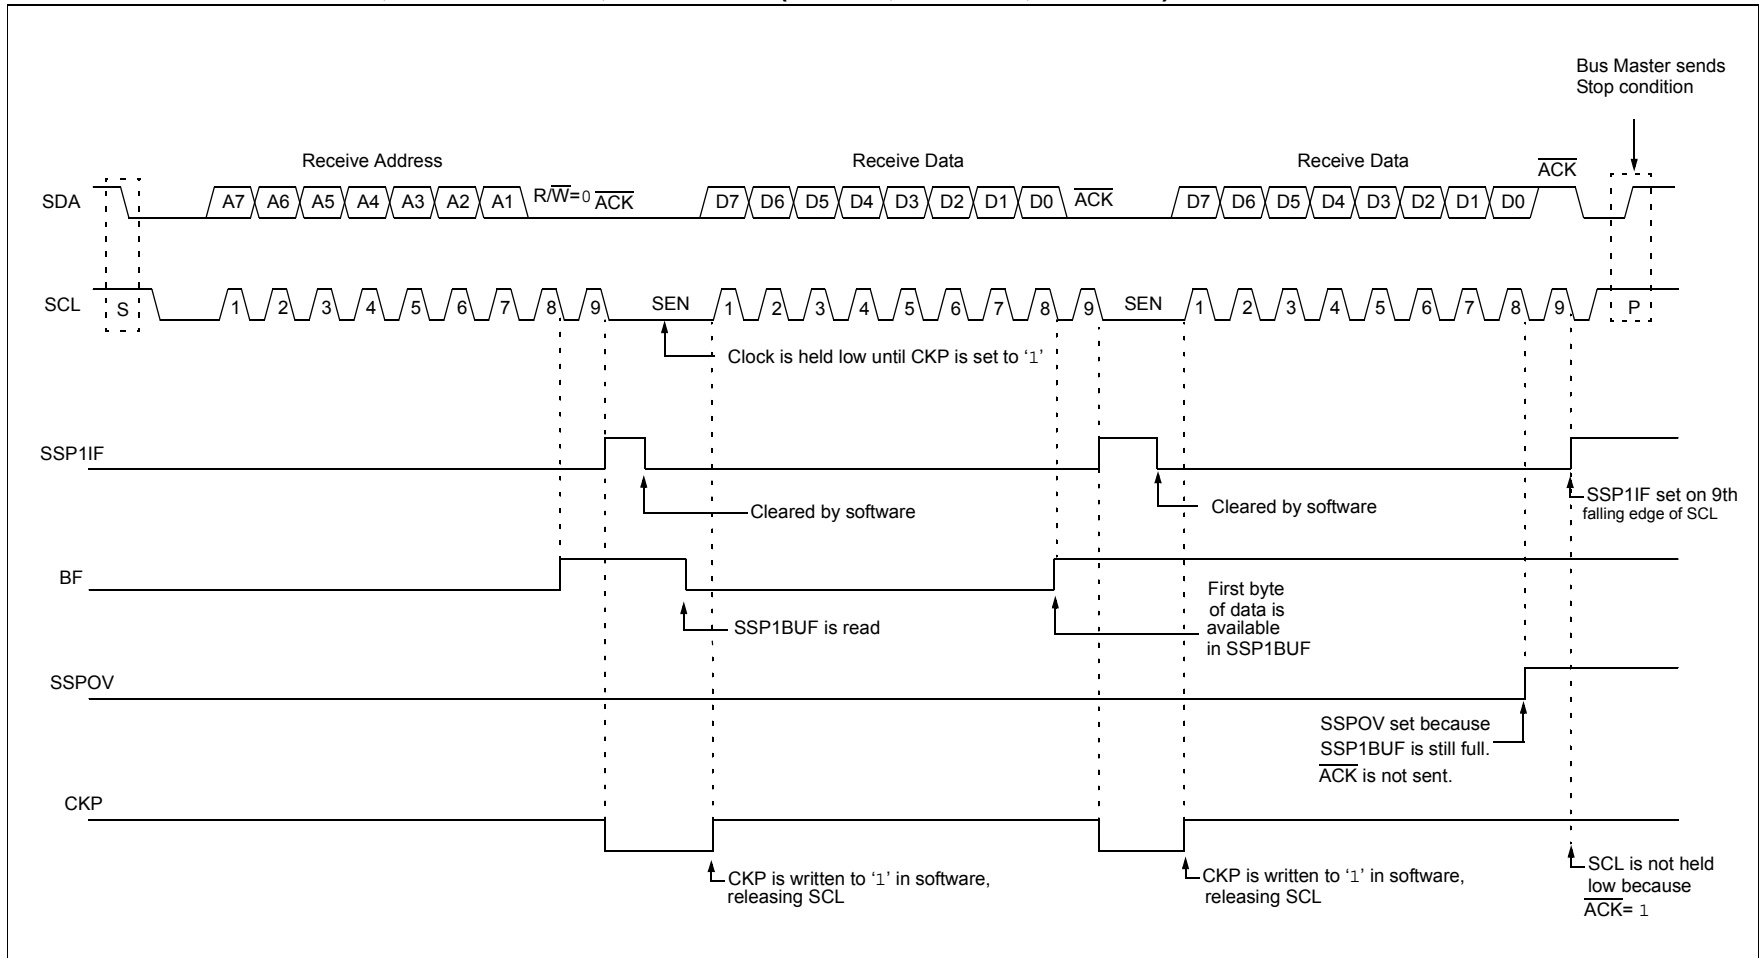 Bus Master sends
Stop condition
Receive Address
Receive Data
Receive Data
ACK
SDA
A7 A6 A5 A4 A3 A2 A1 R/W=0 ACK
D7 D6 D5 D4 D3 D2 D1 D0 ACK
D7 D6 D5 D4 D3 D2 D1 D0
SCL
S
1 2 3 4 5 6 7 8 9 SEN
1 2 3 4 5 6 7 8 9 SEN
1 2 3 4 5 6 7 8 9
P
Clock is held low until CKP is set to ‘1’
SSP1IF
Cleared by software
Cleared by software
SSP1IF set on 9th
falling edge of SCL
BF
SSP1BUF is read
First byte
of data is
available
in SSP1BUF
SSPOV
SSPOV set because
SSP1BUF is still full.
ACK is not sent.
CKP
CKP is written to ‘1’ in software,
releasing SCL
CKP is written to ‘1’ in software,
releasing SCL
SCL is not held
low because
ACK= 1